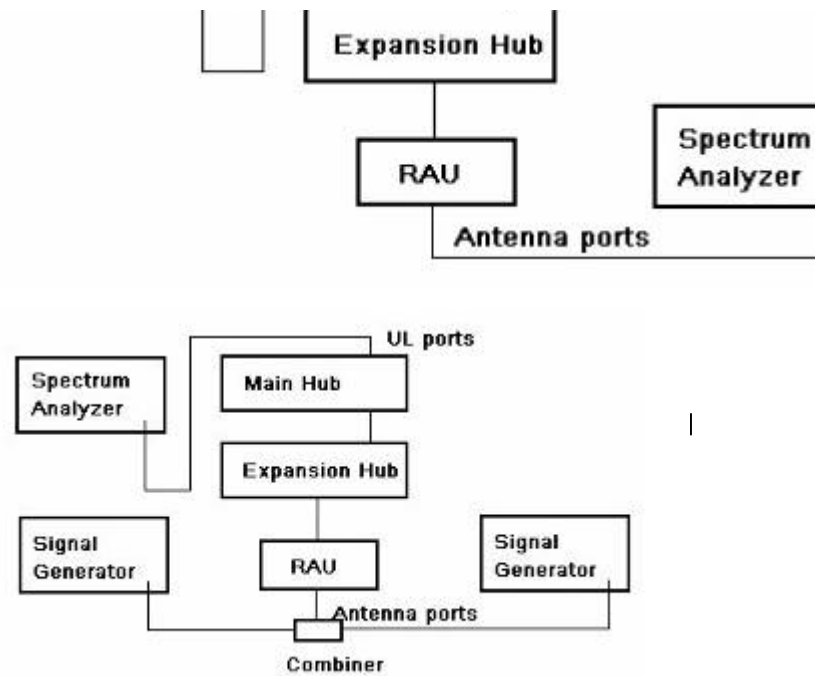 Expansion Hub
RAU
Spectrum
Analyzer
Antenna ports
UL ports
Spectrum
Analyzer
Main Hub
Expansion Hub
Signal
Generator
RAU
Signal
Generator
Antenna ports
Combiner